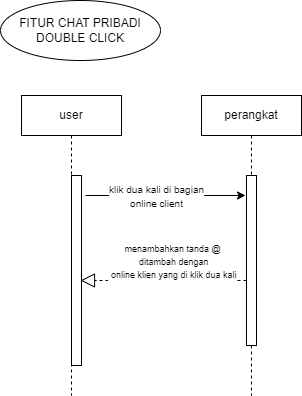 FITUR CHAT PRIBADI
DOUBLE CLICK
user
perangkat
klik dua kali di bagian
online client
menambahkan tanda @
ditambah dengan
online klien yang di klik dua kali